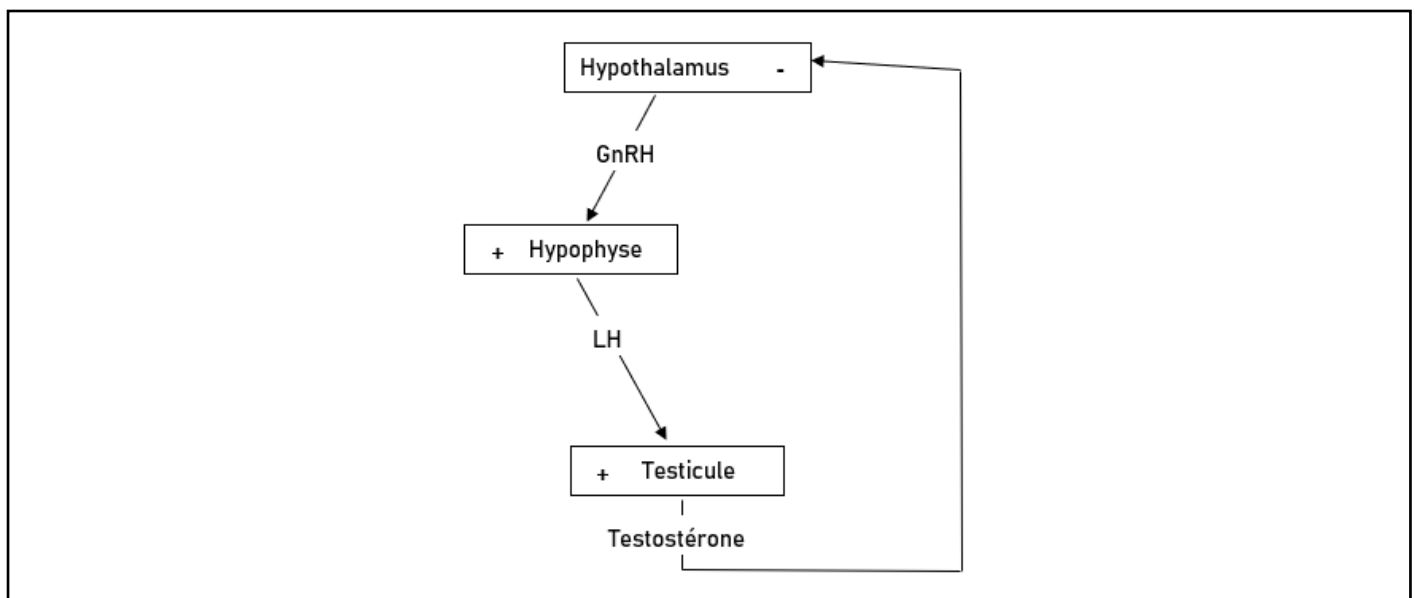 Hypothalamus -
GnRH
+ Hypophyse
LH
+ Testicule
Testostérone